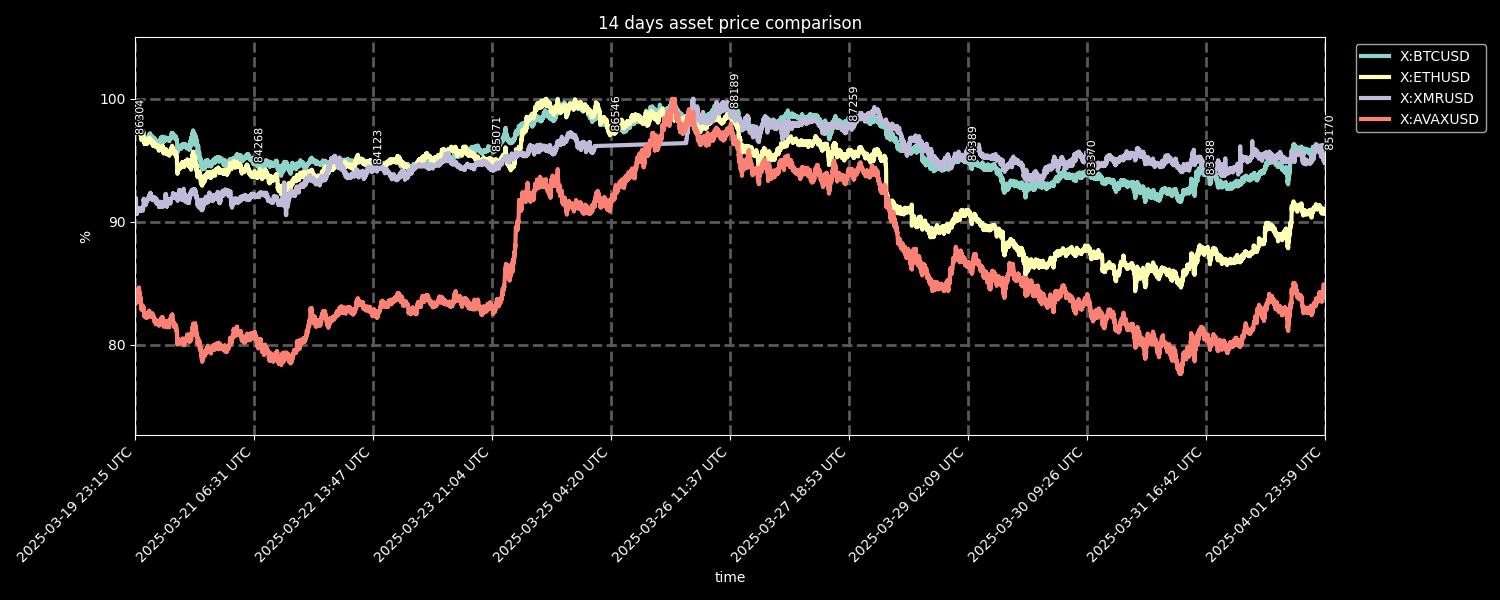 14 days asset price comparison
X:BTCUSD
X:ETHUSD
X:XMRUSD
X:AVAXUSD
100
90
80
%
86304
84268
84123
85071
86546
88189
87259
84389
83370
83388
85170
2025-03-19 23:15 UTC
2025-03-21 06:31 UTC
2025-03-22 13:47 UTC
2025-03-23 21:04 UTC
2025-03-25 04:20 UTC
2025-03-26 11:37 UTC
2025-03-27 18:53 UTC
2025-03-29 02:09 UTC
2025-03-30 09:26 UTC
2025-03-31 16:42 UTC
2025-04-01 23:59 UTC
time